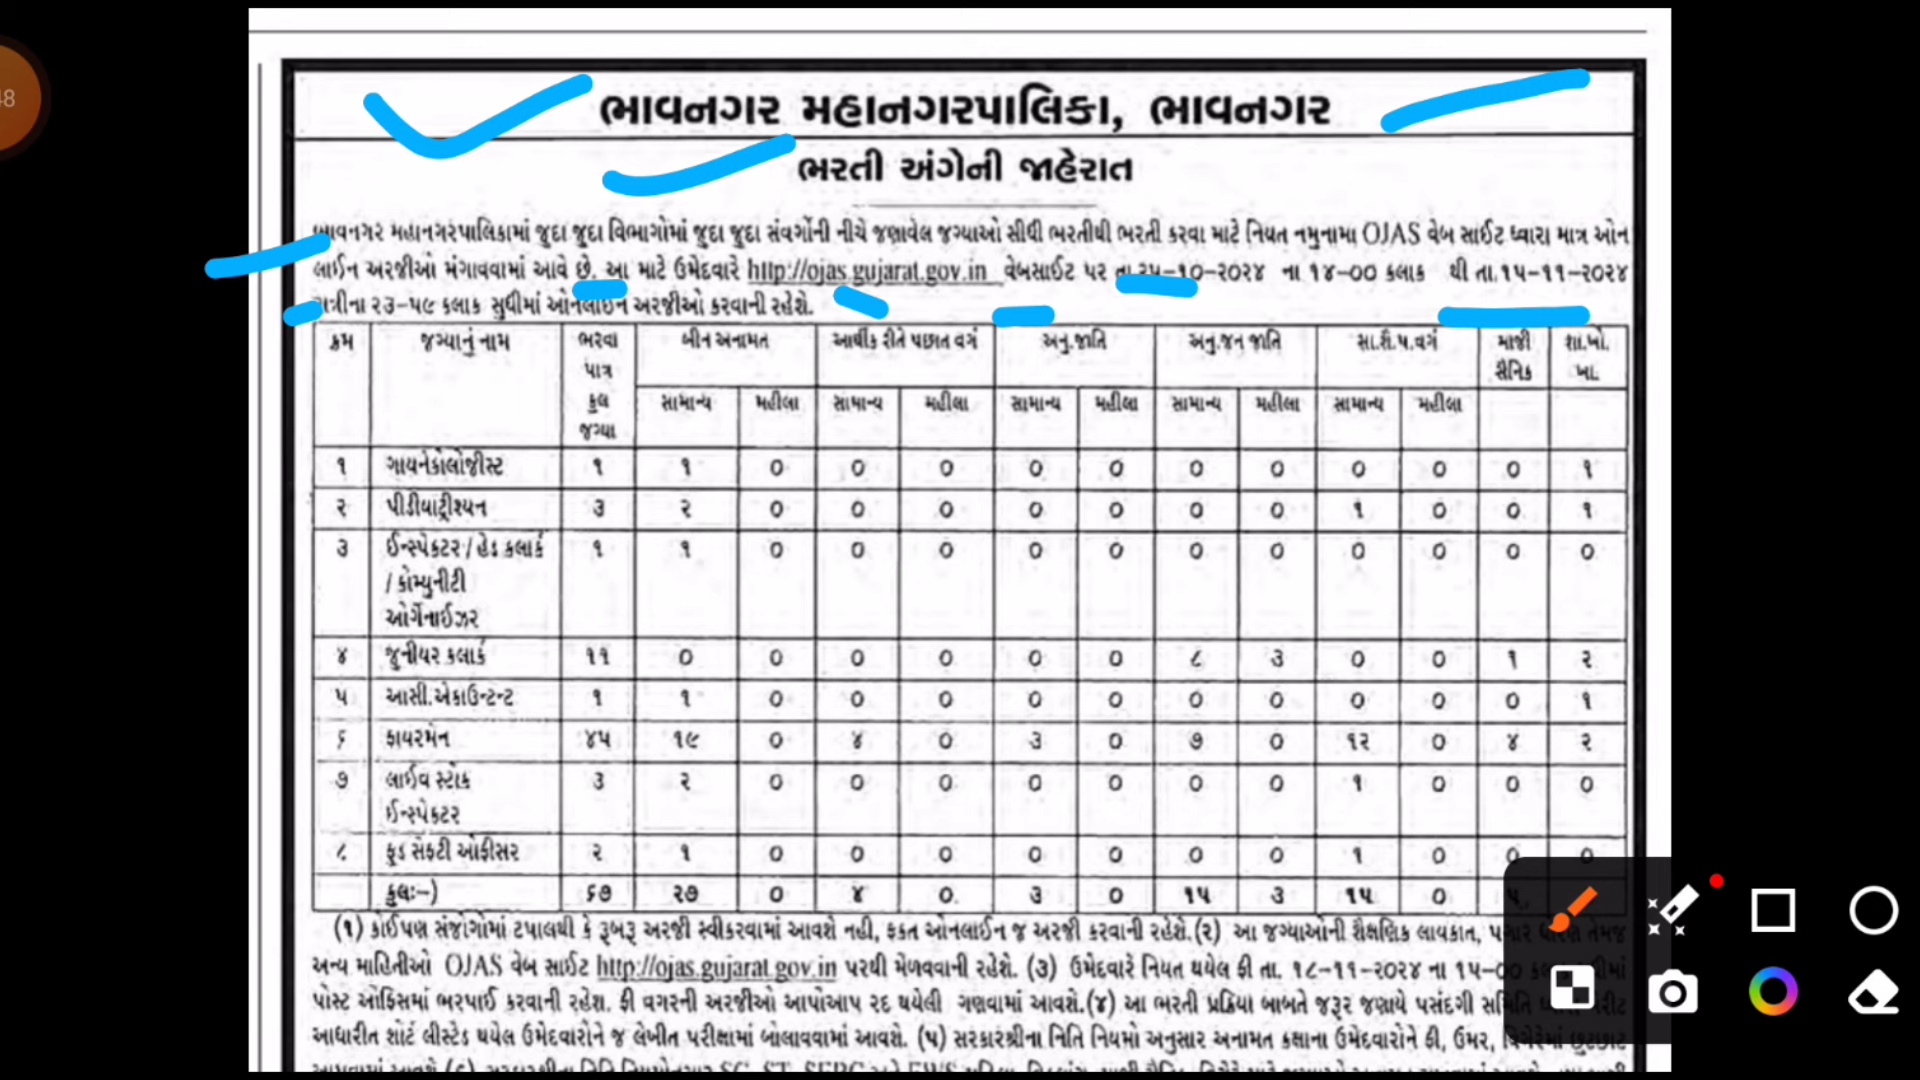 48
ભાવનગર મહાનગરપાલિકા, ભાવનગર
ભરતી અંગેની જાહેરાત
ભાવનગર મહાનગરપાલિકામાં જુદા જુદા વિભાગોમાં જુદા જુદા સંવર્ગોની નીચે જણાવેલ જગ્યાઓ સીધી ભરતીથી ભરતી કરવા માટે નિયત નમુનામા OJAS વેબ સાઈટ ધ્વારા માત્ર ઓન
લાઈન અરજીઓ મંગાવવામાં આવે છે. આ માટે ઉમેદવારે http://ojas.gujarat.gov.in વેબસાઈટ પર તા.૨૫-૧૦-૨૦૨૪ ના ૧૪-૦૦ કલાક થી તા.૧૫-૧૧-૨૦૨૪
રાત્રીના ૨૩-૫૯ કલાક સુધીમાં ઓનલાઈન અરજીઓ કરવાની રહેશે.
ક્રમ જગ્યાનું નામ ભરવા પાત્ર કુલ જગ્યા બીન અનામત આર્થીક રીતે પછાત વર્ગ અનુ.જાતિ અનુ.જન જાતિ સા.શૈ.પ.વર્ગ માજી સૈનિક શા.ખો. ખા.
સામાન્ય મહીલા સામાન્ય મહીલા સામાન્ય મહીલા સામાન્ય મહીલા સામાન્ય મહીલા
૧ ગાયનેકોલોજીસ્ટ ૧ ૧ ૦ ૦ ૦ ૦ ૦ ૦ ૦ ૦ ૦ ૦ ૧
૨ પીડીયાટ્રીશ્યન ૩ ૨ ૦ ૦ ૦ ૦ ૦ ૦ ૦ ૧ ૦ ૦ ૧
૩ ઈન્સ્પેકટર / હેડ કલાર્ક ૧ ૧ ૦ ૦ ૦ ૦ ૦ ૦ ૦ ૦ ૦ ૦ ૦
/ કોમ્યુનીટી
ઓર્ગેનાઈઝર
૪ જુનીયર કલાર્ક ૧૧ ૦ ૦ ૦ ૦ ૦ ૦ ૮ ૩ ૦ ૦ ૧ ૨
૫ આસી.એકાઉન્ટન્ટ ૧ ૧ ૦ ૦ ૦ ૦ ૦ ૦ ૦ ૦ ૦ ૦ ૧
૬ ફાયરમેન ૪૫ ૧૯ ૦ ૪ ૦ ૩ ૦ ૭ ૦ ૧૨ ૦ ૪ ૨
૭ લાઈવ સ્ટોક ૩ ૨ ૦ ૦ ૦ ૦ ૦ ૦ ૦ ૧ ૦ ૦ ૦
ઈન્સ્પેકટર
૮ ફુડ સેફટી ઓફીસર ૨ ૧ ૦ ૦ ૦ ૦ ૦ ૦ ૦ ૧ ૦ ૦ ૦
કુલઃ-) ૬૭ ૨૭ ૦ ૪ ૦ ૩ ૦ ૧૫ ૩ ૧૫ ૦ ૫
(૧) કોઈપણ સંજોગોમાં ટપાલથી કે રૂબરૂ અરજી સ્વીકારવામાં આવશે નહી, ફકત ઓનલાઈન જ અરજી કરવાની રહેશે.(૨) આ જગ્યાઓની શૈક્ષણિક લાયકાત, પગાર ધોરણ તેમજ
અન્ય માહિતીઓ OJAS વેબ સાઈટ http://ojas.gujarat.gov.in પરથી મેળવવાની રહેશે. (૩) ઉમેદવારે નિયત થયેલ ફી તા. ૧૮-૧૧-૨૦૨૪ ના ૧૫-૦૦ કલાક સુધીમાં
પોસ્ટ ઓફિસમાં ભરપાઈ કરવાની રહેશ. ફી વગરની અરજીઓ આપોઆપ રદ થયેલી ગણવામાં આવશે.(૪) આ ભરતી પ્રક્રિયા બાબતે જરૂર જણાયે પસંદગી સમિતિ
આધારીત શોર્ટ લીસ્ટેડ થયેલ ઉમેદવારોને જ લેખીત પરીક્ષામાં બોલાવવામાં આવશે. (૫) સરકારશ્રીના નિતિ નિયમો અનુસાર અનામત કક્ષાના ઉમેદવારોને ફી, ઉંમર, વિગેરેમાં છુટછાટ